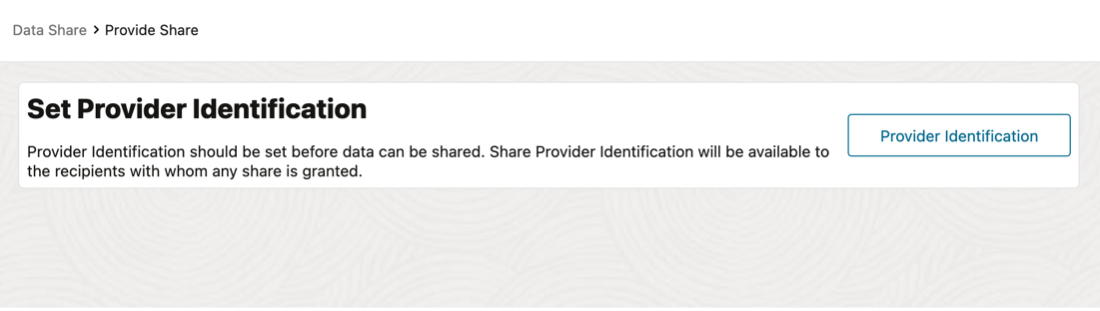 Data Share > Provide Share
Set Provider Identification
Provider Identification should be set before data can be shared. Share Provider Identification will be available to
the recipients with whom any share is granted.
Provider Identification